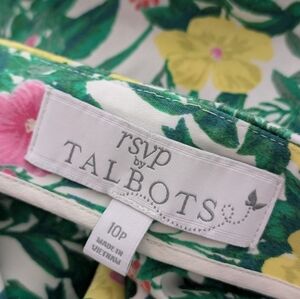 rsvp
by
TALBOTS
10P
MADE IN
VIETNAM